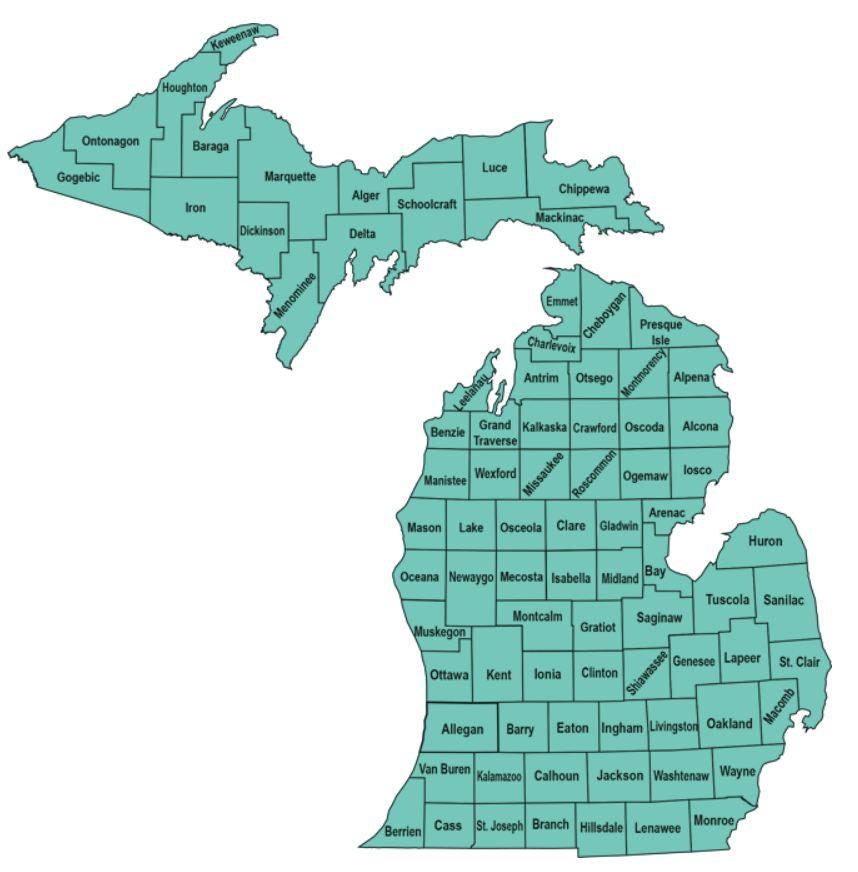 Keweenaw
Houghton
Ontonagon
Baraga
Gogebic
Marquette
Iron
Dickinson
Menominee
Alger
Delta
Schoolcraft
Luce
Chippewa
Mackinac
Emmet
Cheboygan
Presque
Isle
Charlevoix
Antrim
Otsego
Montmorency
Alpena
Leelanau
Benzie
Grand
Traverse
Kalkaska
Crawford
Oscoda
Alcona
Manistee
Wexford
Missaukee
Roscommon
Ogemaw
Iosco
Mason
Lake
Osceola
Clare
Gladwin
Arenac
Huron
Oceana
Newaygo
Mecosta
Isabella
Midland
Bay
Tuscola
Sanilac
Muskegon
Montcalm
Gratiot
Saginaw
Ottawa
Kent
Ionia
Clinton
Shiawassee
Genesee
Lapeer
St. Clair
Allegan
Barry
Eaton
Ingham
Livingston
Oakland
Macomb
Van Buren
Kalamazoo
Calhoun
Jackson
Washtenaw
Wayne
Berrien
Cass
St. Joseph
Branch
Hillsdale
Lenawee
Monroe